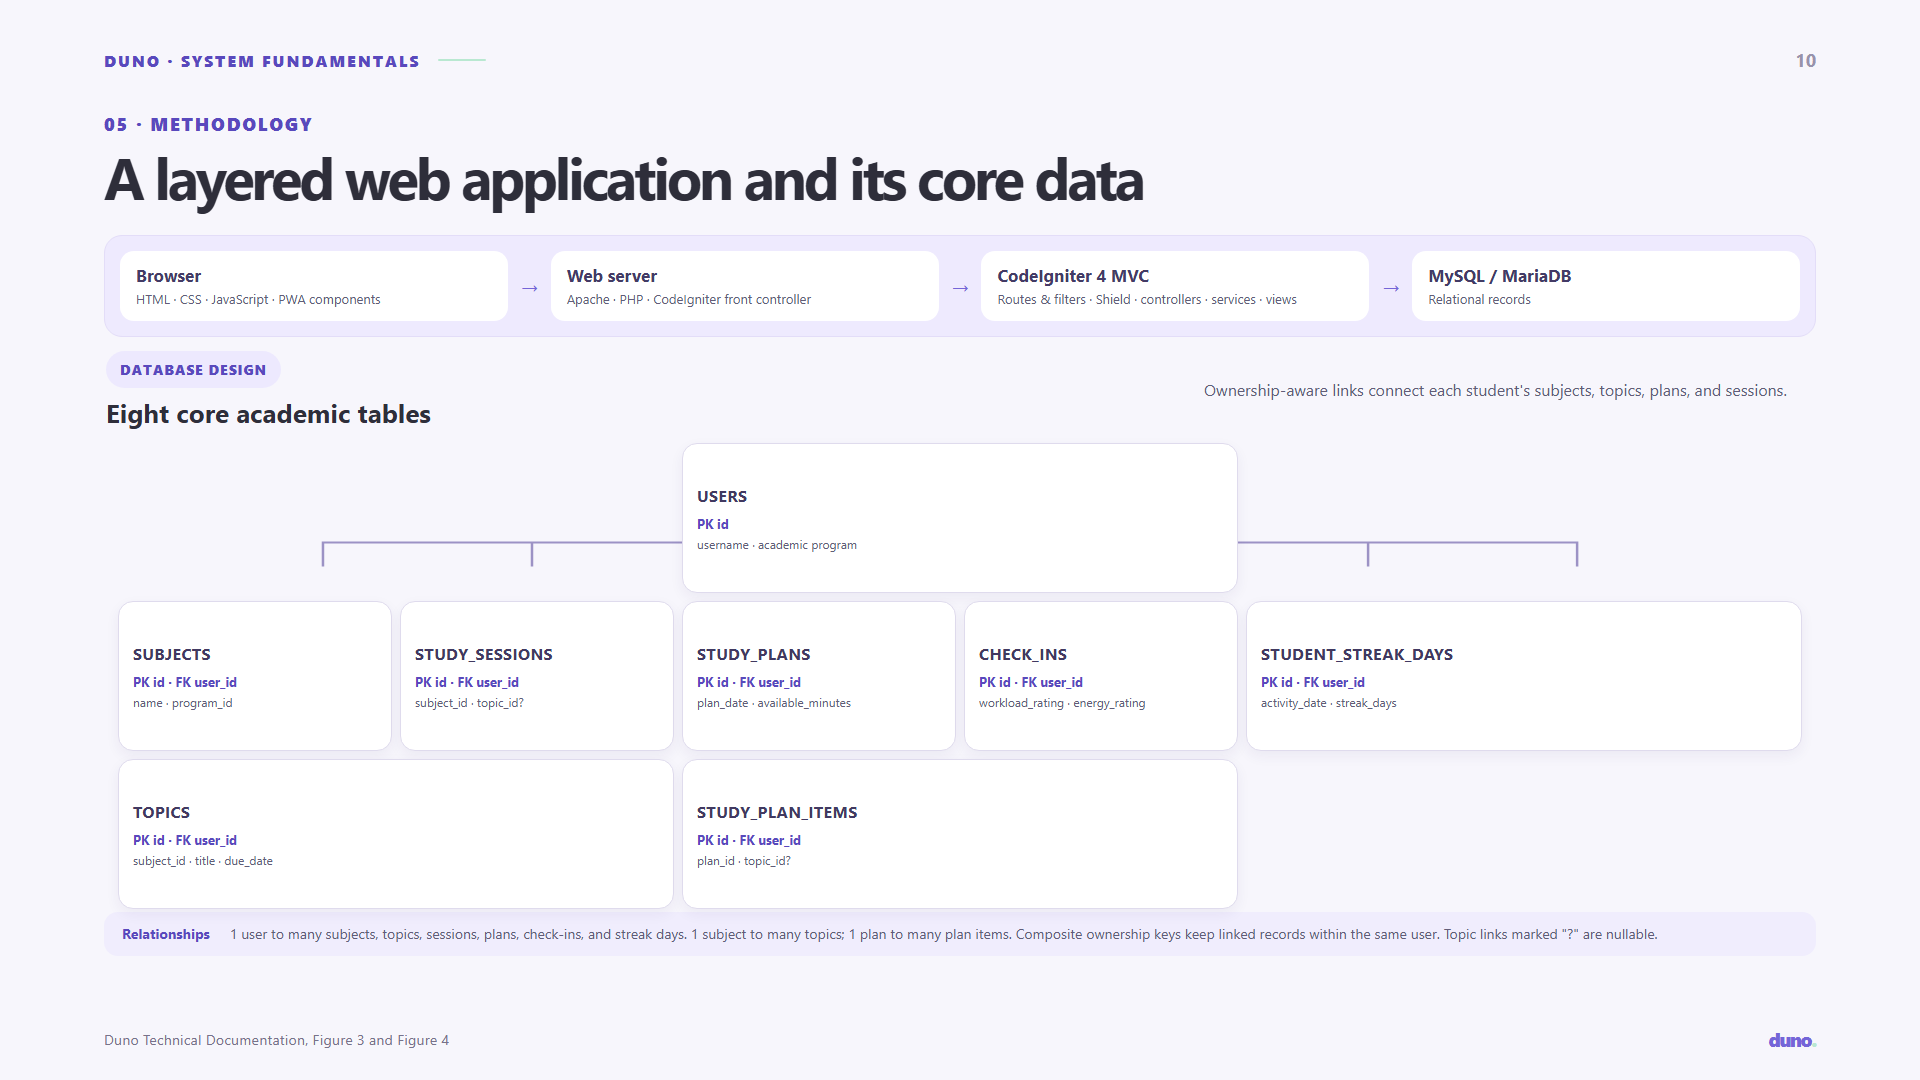 DUNO · SYSTEM FUNDAMENTALS
10
05 · METHODOLOGY
A layered web application and its core data
Browser
HTML · CSS · JavaScript · PWA components
→
Web server
Apache · PHP · CodeIgniter front controller
→
CodeIgniter 4 MVC
Routes & filters · Shield · controllers · services · views
→
MySQL / MariaDB
Relational records
DATABASE DESIGN
Eight core academic tables
Ownership-aware links connect each student's subjects, topics, plans, and sessions.
USERS
PK id
username · academic program
SUBJECTS
PK id · FK user_id
name · program_id
STUDY_SESSIONS
PK id · FK user_id
subject_id · topic_id?
STUDY_PLANS
PK id · FK user_id
plan_date · available_minutes
CHECK_INS
PK id · FK user_id
workload_rating · energy_rating
STUDENT_STREAK_DAYS
PK id · FK user_id
activity_date · streak_days
TOPICS
PK id · FK user_id
subject_id · title · due_date
STUDY_PLAN_ITEMS
PK id · FK user_id
plan_id · topic_id?
Relationships 1 user to many subjects, topics, sessions, plans, check-ins, and streak days. 1 subject to many topics; 1 plan to many plan items. Composite ownership keys keep linked records within the same user. Topic links marked "?" are nullable.
Duno Technical Documentation, Figure 3 and Figure 4
duno.